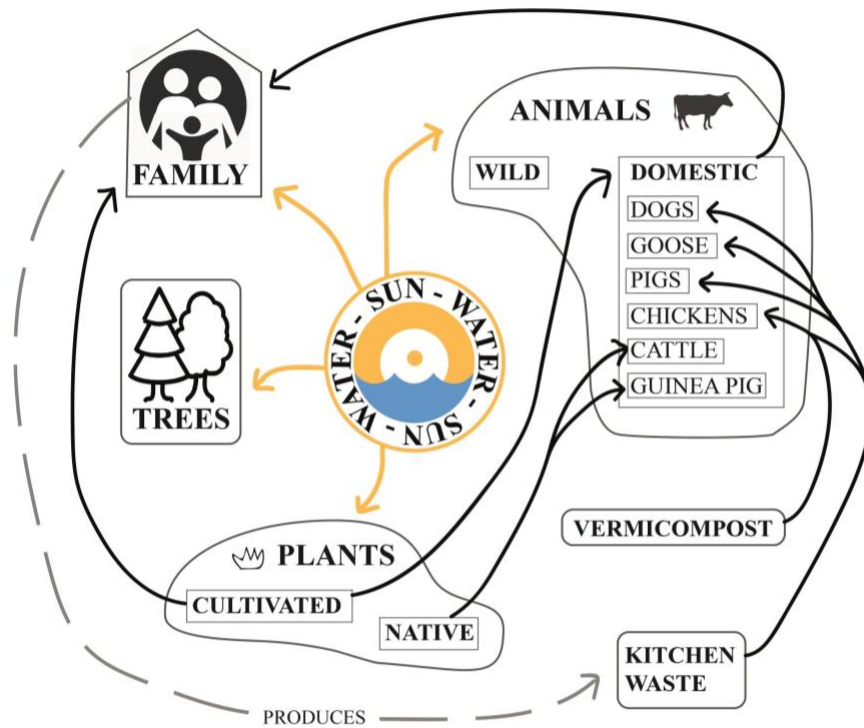 FAMILY
ANIMALS
WILD
DOMESTIC
DOGS
GOOSE
PIGS
CHICKENS
CATTLE
GUINEA PIG
SUN - WATER - SUN - WATER -
TREES
VERMICOMPOST
PLANTS
CULTIVATED
NATIVE
KITCHEN
WASTE
PRODUCES